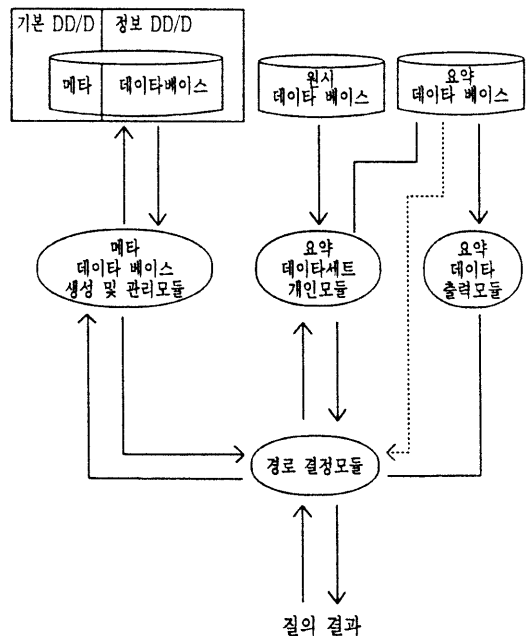 기본 DD/D 정보 DD/D
메타 데이타베이스
원시
데이타 베이스
요약
데이타 베이스
메타
데이타 베이스
생성 및 관리모듈
요약
데이타세트
개인모듈
요약
데이타
출력모듈
경로 결정모듈
질의 결과